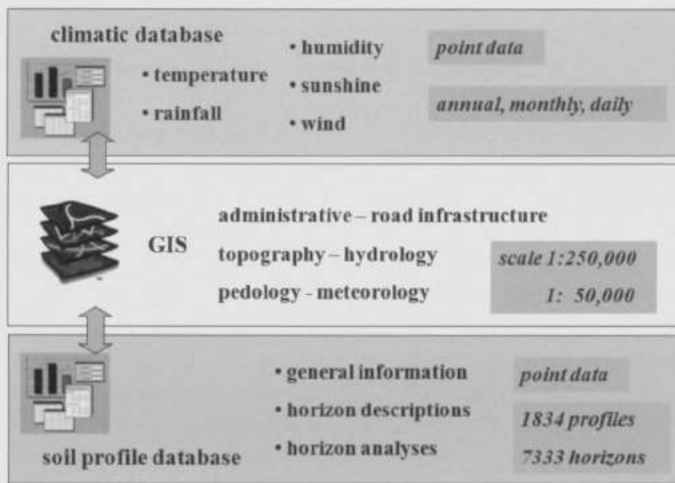 climatic database
• temperature
• rainfall
• humidity
• sunshine
• wind
point data
annual, monthly, daily
GIS
administrative – road infrastructure
topography – hydrology
pedology - meteorology
scale 1:250,000
1: 50,000
soil profile database
• general information
• horizon descriptions
• horizon analyses
point data
1834 profiles
7333 horizons